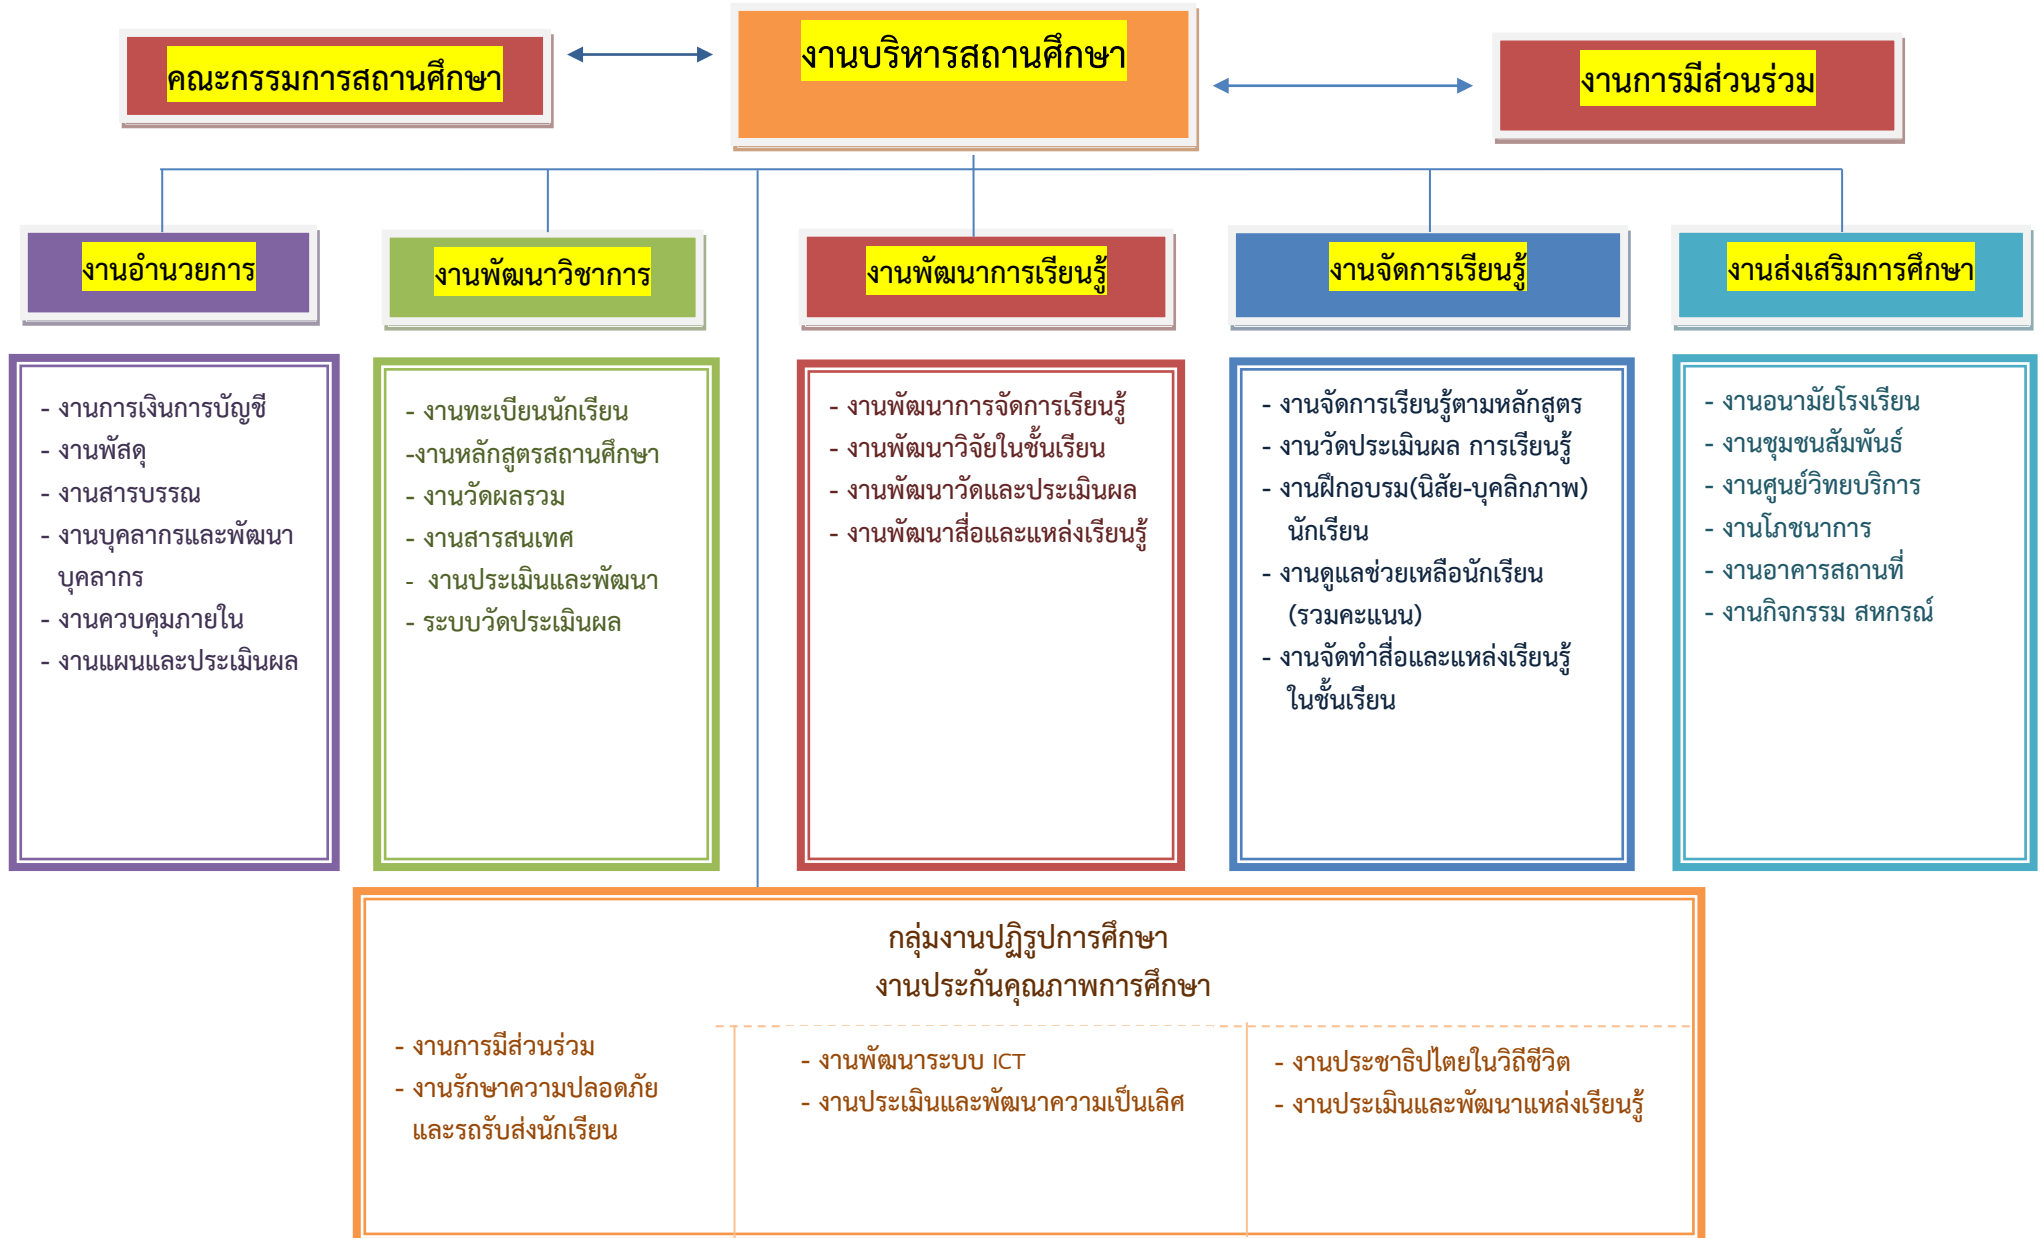 คณะกรรมการสถานศึกษา
งานบริหารสถานศึกษา
งานการมีส่วนร่วม
งานอำนวยการ
งานพัฒนาวิชาการ
งานพัฒนาการเรียนรู้
งานจัดการเรียนรู้
งานส่งเสริมการศึกษา
- งานการเงินการบัญชี
- งานพัสดุ
- งานสารบรรณ
- งานบุคลากรและพัฒนา
บุคลากร
- งานควบคุมภายใน
- งานแผนและประเมินผล
- งานทะเบียนนักเรียน
-งานหลักสูตรสถานศึกษา
- งานวัดผลรวม
- งานสารสนเทศ
- งานประเมินและพัฒนา
- ระบบวัดประเมินผล
- งานพัฒนาการจัดการเรียนรู้
- งานพัฒนาวิจัยในชั้นเรียน
- งานพัฒนาวัดและประเมินผล
- งานพัฒนาสื่อและแหล่งเรียนรู้
- งานจัดการเรียนรู้ตามหลักสูตร
- งานวัดประเมินผล การเรียนรู้
- งานฝึกอบรม(นิสัย-บุคลิกภาพ)
นักเรียน
- งานดูแลช่วยเหลือนักเรียน
(รวมคะแนน)
- งานจัดทำสื่อและแหล่งเรียนรู้
ในชั้นเรียน
- งานอนามัยโรงเรียน
- งานชุมชนสัมพันธ์
- งานศูนย์วิทยบริการ
- งานโภชนาการ
- งานอาคารสถานที่
- งานกิจกรรม สหกรณ์
กลุ่มงานปฏิรูปการศึกษา
งานประกันคุณภาพการศึกษา
- งานการมีส่วนร่วม
- งานรักษาความปลอดภัย
และรถรับส่งนักเรียน
- งานพัฒนาระบบ ICT
- งานประเมินและพัฒนาความเป็นเลิศ
- งานประชาธิปไตยในวิถีชีวิต
- งานประเมินและพัฒนาแหล่งเรียนรู้